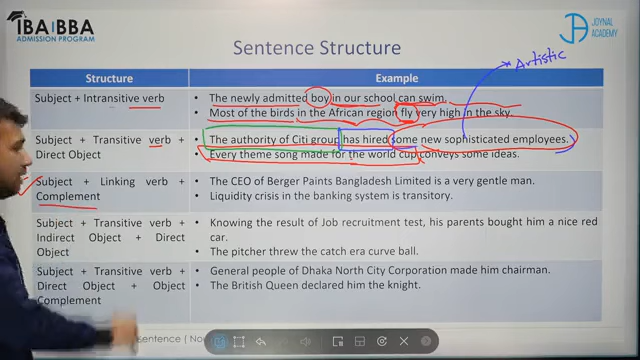 IBA|BBA
ADMISSION PROGRAM
JOYNAL
ACADEMY
Sentence Structure
Artistic
Structure
Example
Subject + Intransitive verb
• The newly admitted boy in our school can swim.
• Most of the birds in the African region fly very high in the sky.
Subject + Transitive verb +
Direct Object
• The authority of Citi group has hired some new sophisticated employees.
• Every theme song made for the world cup conveys some ideas.
Subject + Linking verb +
Complement
• The CEO of Berger Paints Bangladesh Limited is a very gentle man.
• Liquidity crisis in the banking system is transitory.
Subject + Transitive verb +
Indirect Object + Direct
Object
• Knowing the result of Job recruitment test, his parents bought him a nice red
car.
• The pitcher threw the catch era curve ball.
Subject + Transitive verb +
Direct Object + Object
Complement
• General people of Dhaka North City Corporation made him chairman.
• The British Queen declared him the knight.
sentence (No